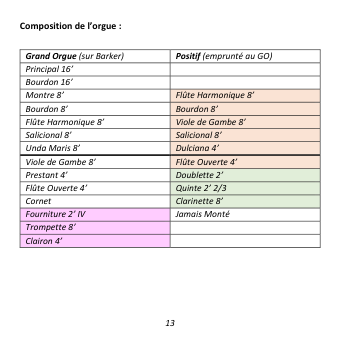 Composition de l’orgue :
Grand Orgue (sur Barker) Positif (emprunté au GO)
Principal 16’
Bourdon 16’
Montre 8’ Flûte Harmonique 8’
Bourdon 8’ Bourdon 8’
Flûte Harmonique 8’ Viole de Gambe 8’
Salicional 8’ Salicional 8’
Unda Maris 8’ Dulciana 4’
Viole de Gambe 8’ Flûte Ouverte 4’
Prestant 4’ Doublette 2’
Flûte Ouverte 4’ Quinte 2’ 2/3
Cornet Clarinette 8’
Fourniture 2’ IV Jamais Monté
Trompette 8’
Clairon 4’
13